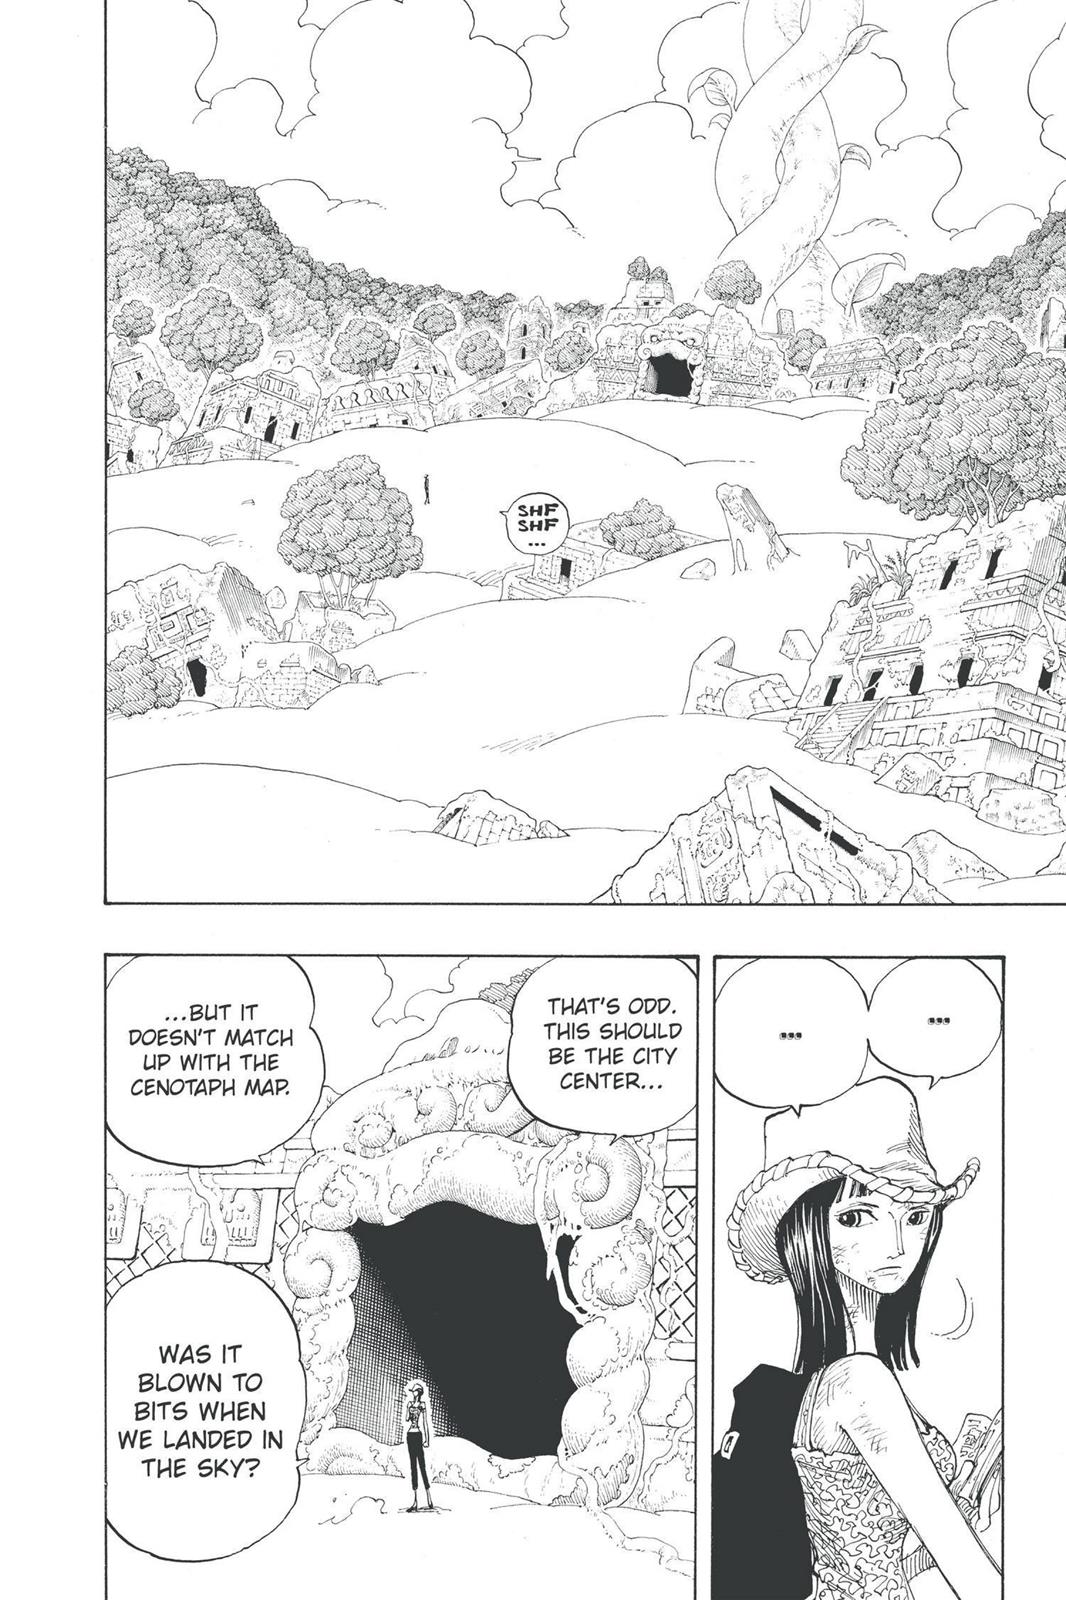 SHF
SHF
...
...
...
THAT'S ODD.
THIS SHOULD
BE THE CITY
CENTER...
...BUT IT
DOESN'T MATCH
UP WITH THE
CENOTAPH MAP.
WAS IT
BLOWN TO
BITS WHEN
WE LANDED IN
THE SKY?